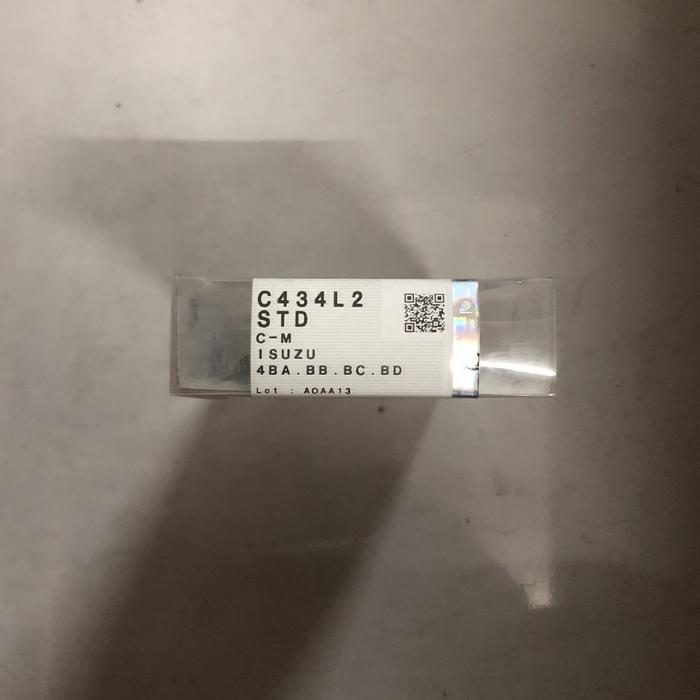 C434L2
STD
C-M
ISUZU
4BA.BB.BC.BD
Lot : AOAA13